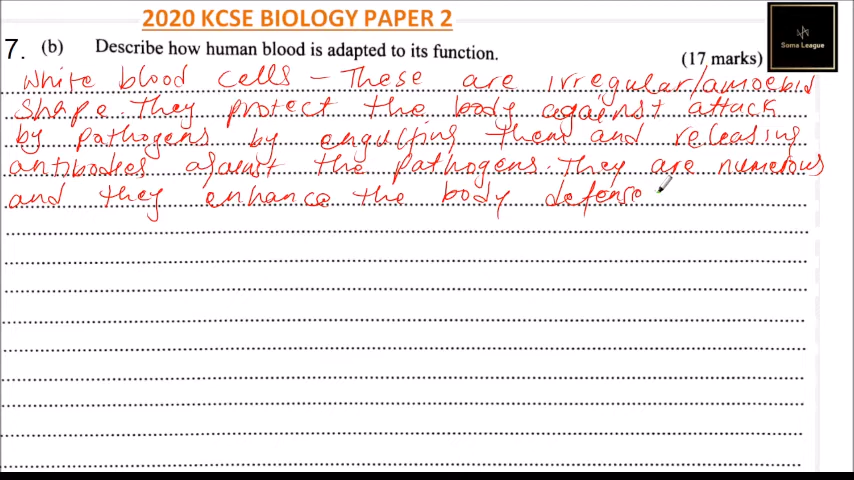 2020 KCSE BIOLOGY PAPER 2
7. (b) Describe how human blood is adapted to its function.
(17 marks)
Soma League
White blood cells - These are irregular/amoebid
shape. They protect the body against attack
by pathogens by engulfing them and releasing
antibodies against the pathogens. They are numerous
and they enhance the body defense